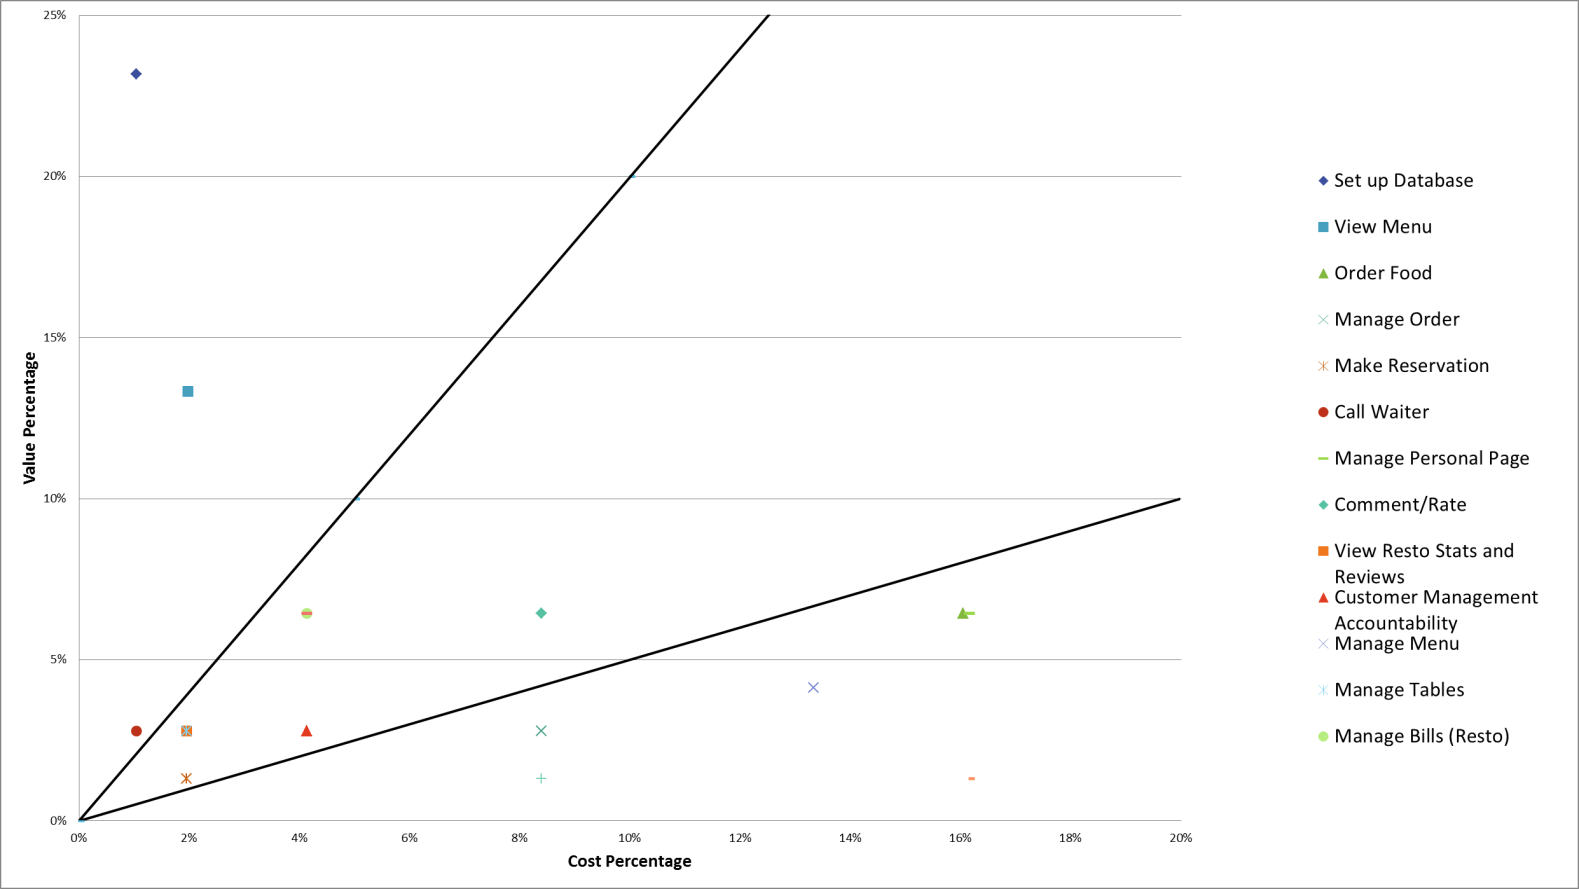 25%
20%
15%
10%
5%
0%
Value Percentage
0% 2% 4% 6% 8% 10% 12% 14% 16% 18% 20%
Cost Percentage
Set up Database
View Menu
Order Food
Manage Order
Make Reservation
Call Waiter
Manage Personal Page
Comment/Rate
View Resto Stats and
Reviews
Customer Management
Accountability
Manage Menu
Manage Tables
Manage Bills (Resto)